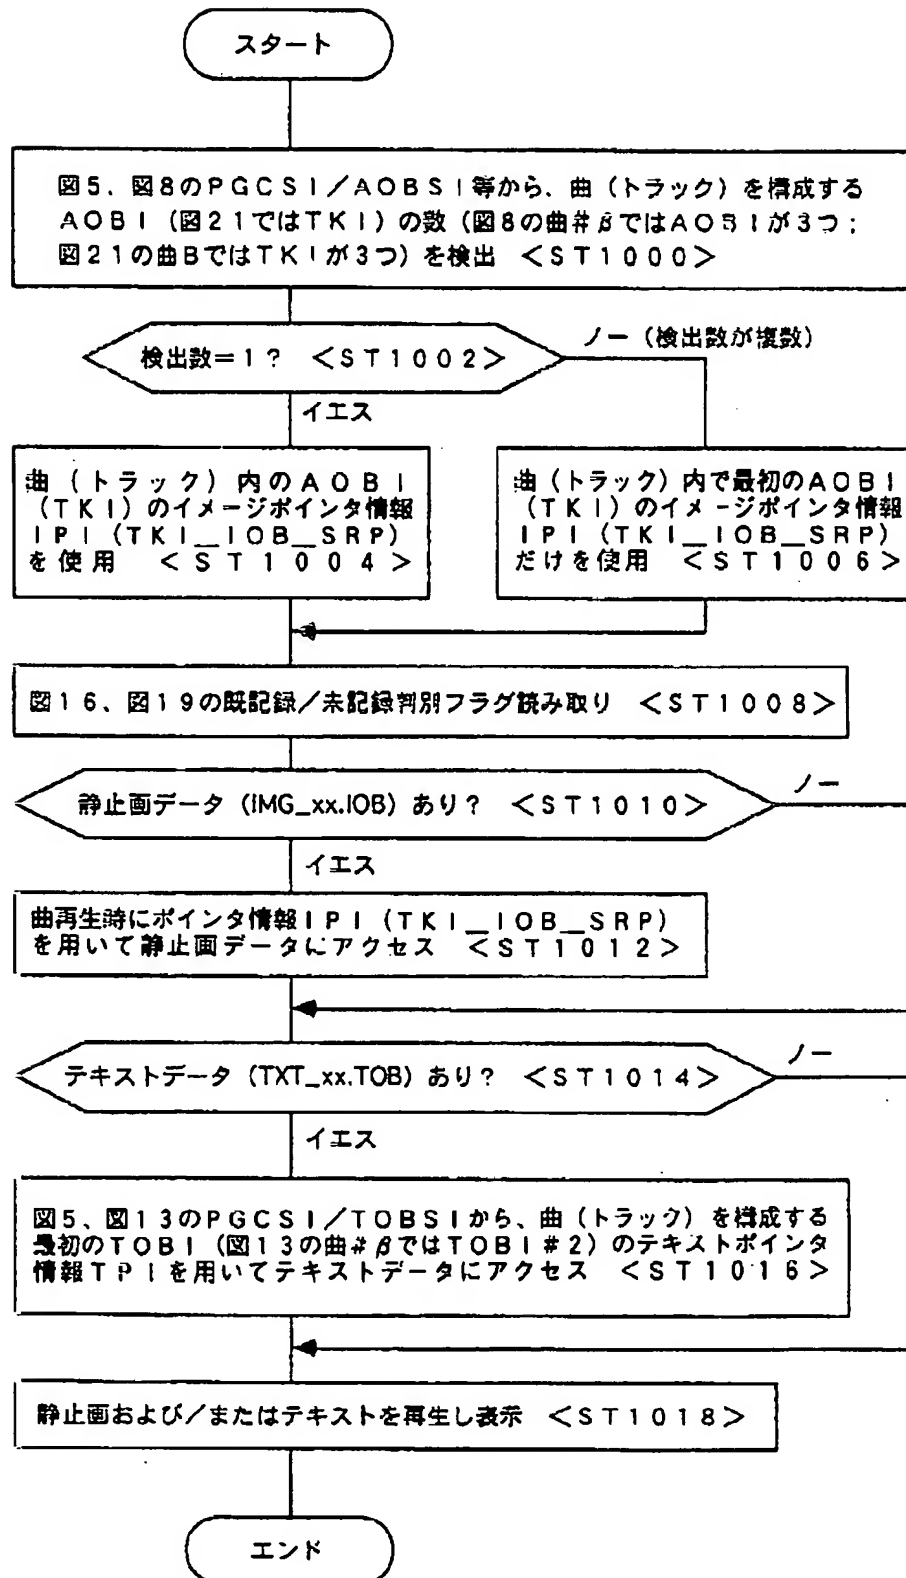 スタート
図5、図8のPGCSI/AOBSI等から、曲(トラック)を構成する
AOBI(図21ではTKI)の数(図8の曲#βではAOBIが3つ;
図21の曲BではTKIが3つ)を検出 <ST1000>
検出数=1? <ST1002>
ノー(検出数が複数)
イエス
曲(トラック)内のAOBI
(TKI)のイメージポインタ情報
IPI(TKI_IOB_SRP)
を使用 <ST1004>
曲(トラック)内で最初のAOBI
(TKI)のイメージポインタ情報
IPI(TKI_IOB_SRP)
だけを使用 <ST1006>
図16、図19の既記録/未記録判別フラグ読み取り <ST1008>
静止画データ(IMG_xx.IOB)あり? <ST1010>
ノー
イエス
曲再生時にポインタ情報IPI(TKI_IOB_SRP)
を用いて静止画データにアクセス <ST1012>
テキストデータ(TXT_xx.TOB)あり? <ST1014>
ノー
イエス
図5、図13のPGCSI/TOBSIから、曲(トラック)を構成する
最初のTOBI(図13の曲#βではTOBI#2)のテキストポインタ
情報TPIを用いてテキストデータにアクセス <ST1016>
静止画および/またはテキストを再生し表示 <ST1018>
エンド